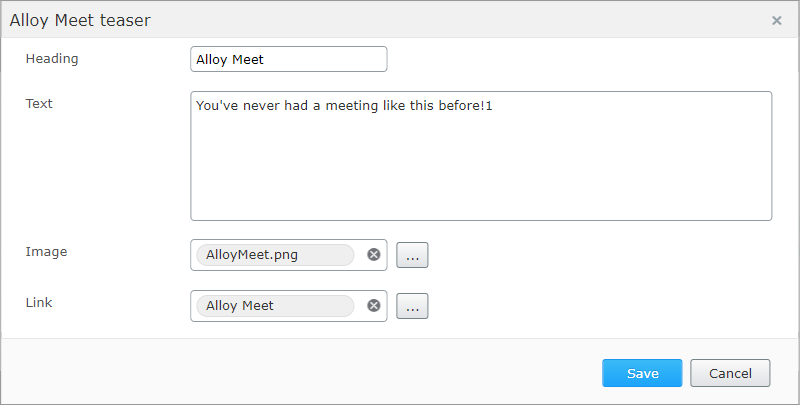 Alloy Meet teaser ×
Heading Alloy Meet
Text You've never had a meeting like this before!1
Image AlloyMeet.png ...
Link Alloy Meet ...
Save Cancel